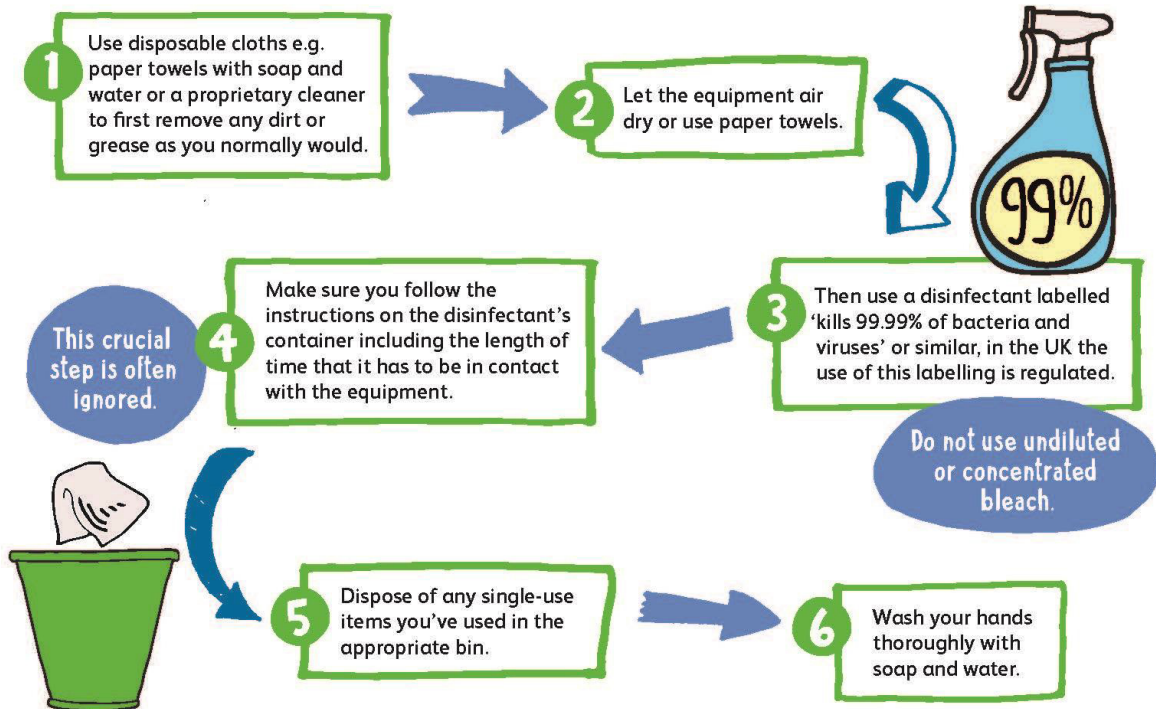 1
Use disposable cloths e.g.
paper towels with soap and
water or a proprietary cleaner
to first remove any dirt or
grease as you normally would.
2
Let the equipment air
dry or use paper towels.
99%
3
Then use a disinfectant labelled
‘kills 99.99% of bacteria and
viruses’ or similar, in the UK the
use of this labelling is regulated.
Do not use undiluted
or concentrated
bleach.
4
Make sure you follow the
instructions on the disinfectant’s
container including the length of
time that it has to be in contact
with the equipment.
This crucial
step is often
ignored.
5
Dispose of any single-use
items you’ve used in the
appropriate bin.
6
Wash your hands
thoroughly with
soap and water.